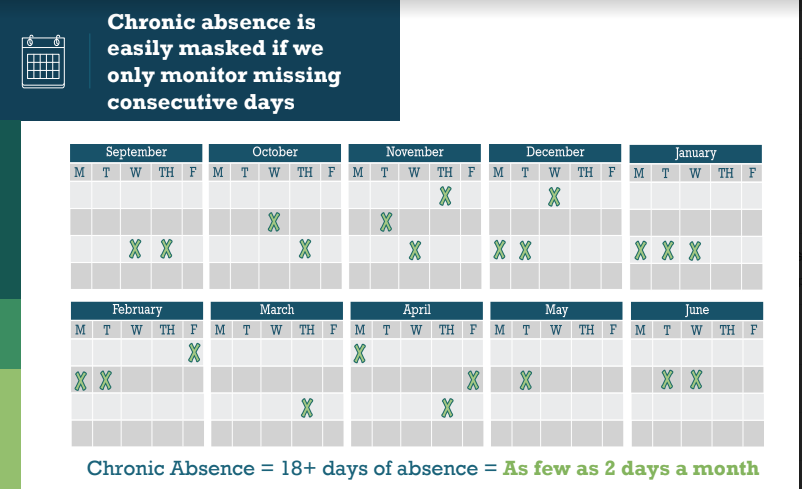 Chronic absence is
easily masked if we
only monitor missing
consecutive days
September
M T W TH F
X X
October
M T W TH F
X
X
November
M T W TH F
X
X
X
December
M T W TH F
X
X X
January
M T W TH F
X X X
February
M T W TH F
X
X X
March
M T W TH F
X
April
M T W TH F
X
X
X
May
M T W TH F
X
June
M T W TH F
X X
Chronic Absence = 18+ days of absence = As few as 2 days a month